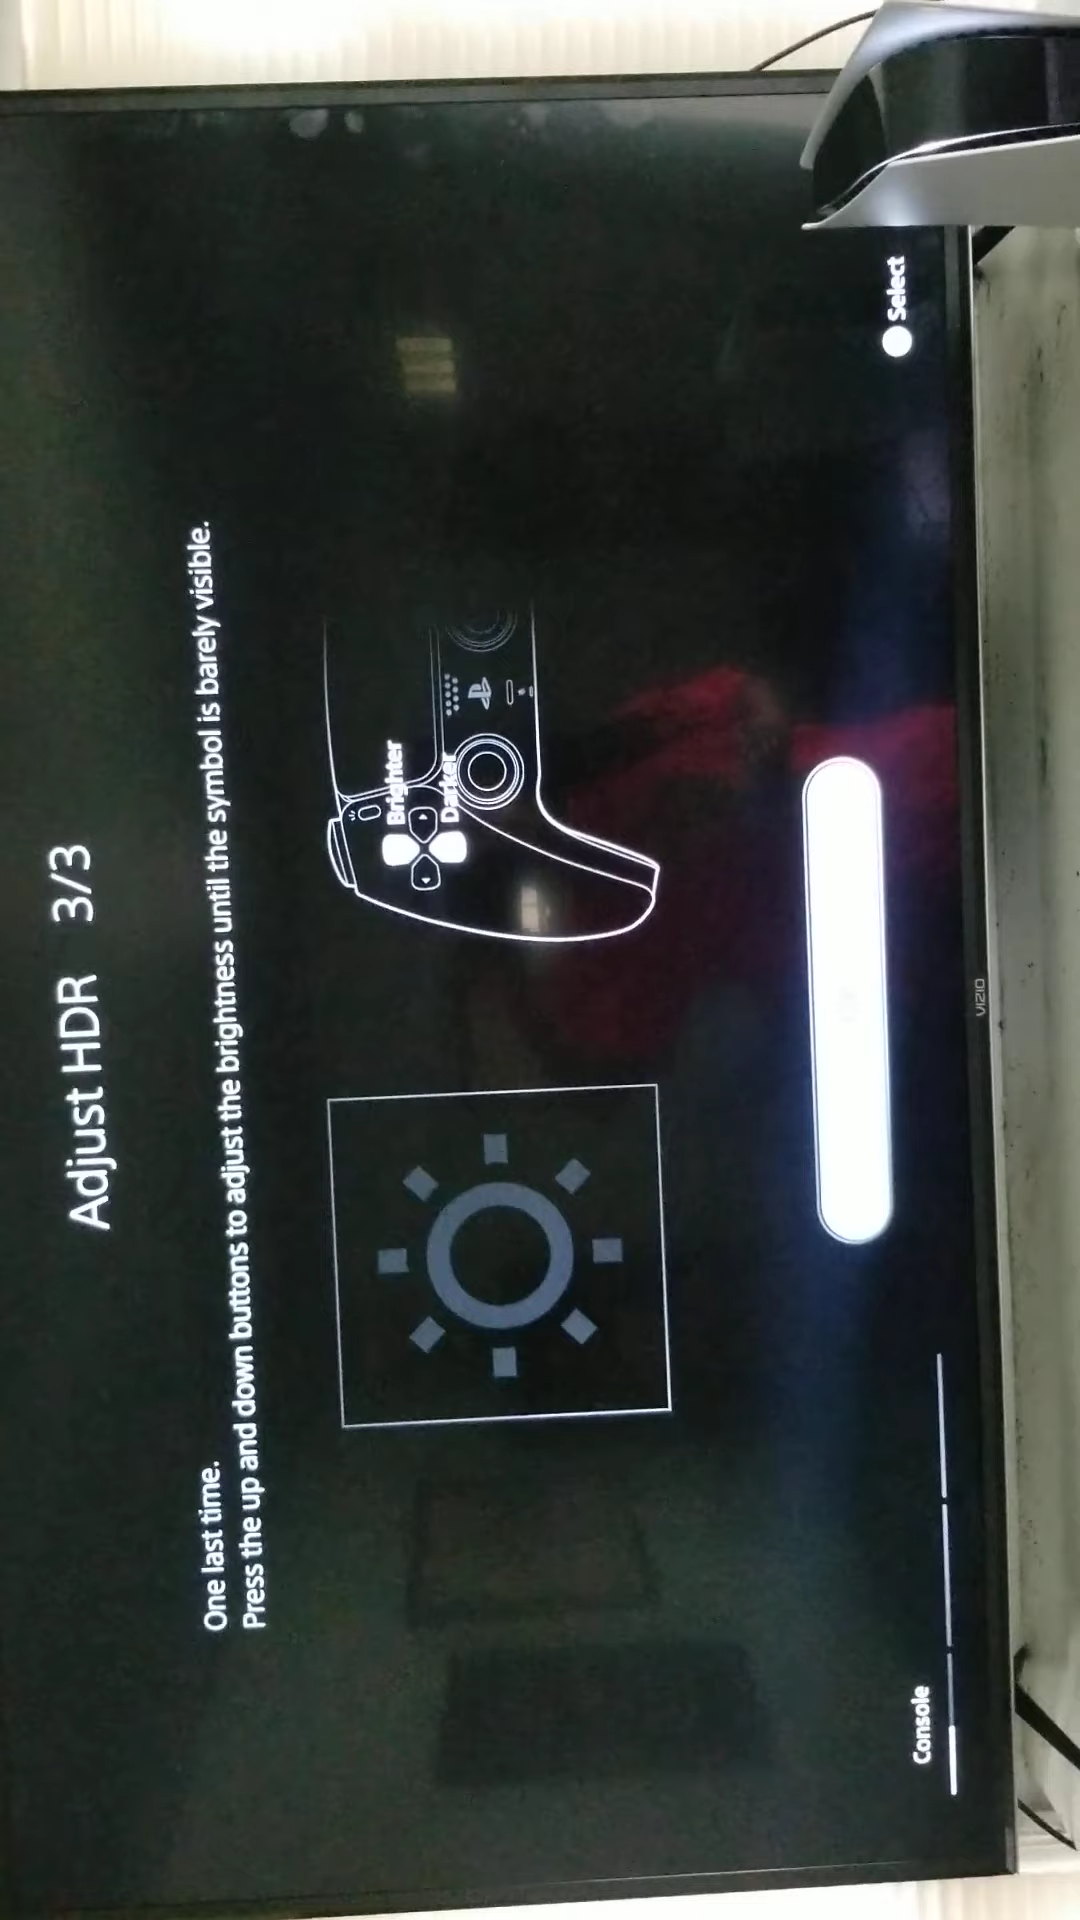 Adjust HDR 3/3
One last time.
Press the up and down buttons to adjust the brightness until the symbol is barely visible.
Brighter
Darker
Console
Select
VIZIO